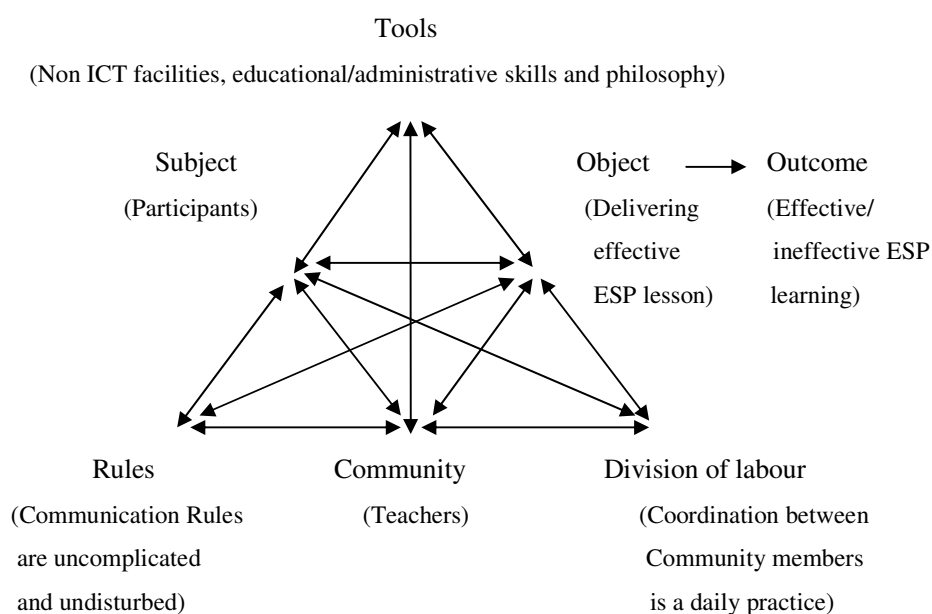 Tools
(Non ICT facilities, educational/administrative skills and philosophy)
Subject
(Participants)
Object
(Delivering
effective
ESP lesson)
Outcome
(Effective/
ineffective ESP
learning)
Rules
(Communication Rules
are uncomplicated
and undisturbed)
Community
(Teachers)
Division of labour
(Coordination between
Community members
is a daily practice)